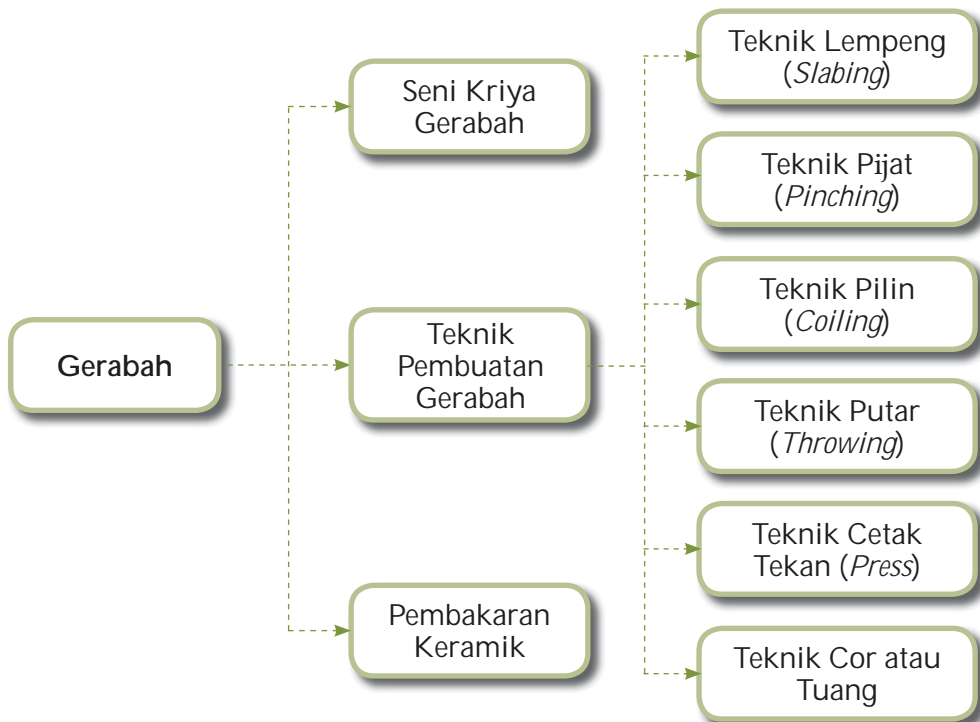 Gerabah
Seni Kriya
Gerabah
Teknik
Pembuatan
Gerabah
Pembakaran
Keramik
Teknik Lempeng
(Slabing)
Teknik Pijat
(Pinching)
Teknik Pilin
(Coiling)
Teknik Putar
(Throwing)
Teknik Cetak
Tekan (Press)
Teknik Cor atau
Tuang